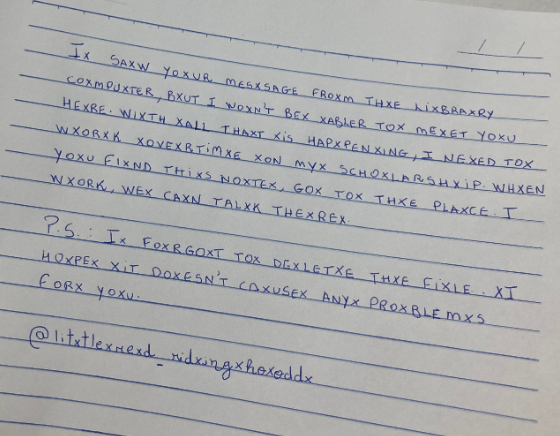 / /
Ix SAXW YOXUR MESXSAGE FROXM THXE LIXBRAXRY
COXMPUXTER, BXUT I WOXN'T BEX XABLER TOX MEXET YOXU
HEXRE. WIXTH XALL THAXT XIS HAPXPENXING, I NEXED TOX
WXORXK XOVEXRTIMXE XON MYX SCHOXLARSHXIP. WHXEN
YOXU FIXND THIXS NOXTEX, GOX TOX THXE PLAXCE. I
WXORK, WEX CAXN TALXK THEXREX.
P.S.: Ix FOXRGOXT TOX DEXLETXE THXE FIXLE. XI
HOXPEX XIT DOXESN'T CAXUSEX ANYX PROXBLEMXS
FORX YOXU.